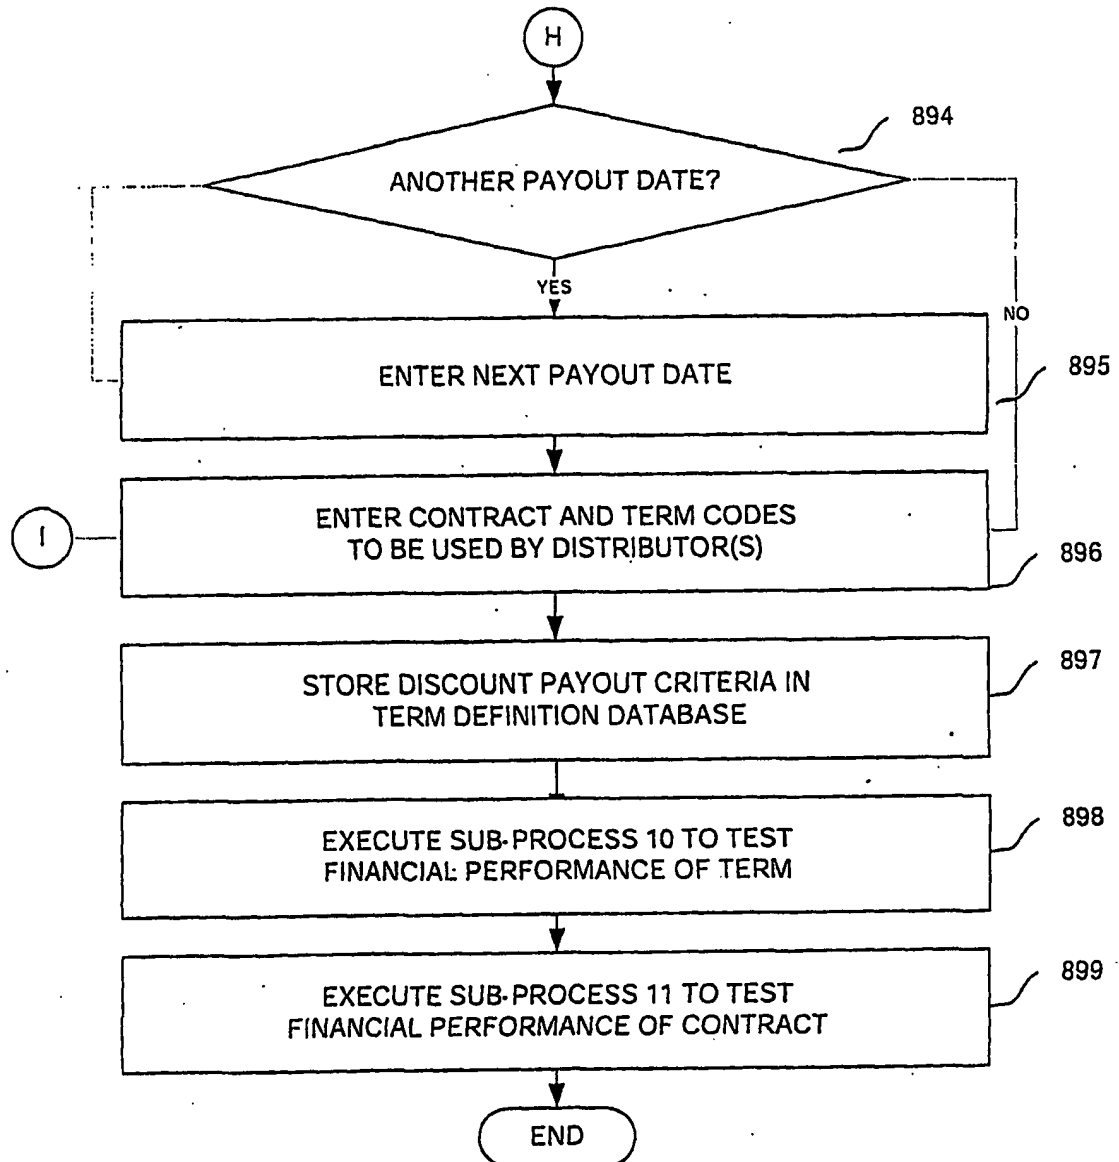 H
894
ANOTHER PAYOUT DATE?
YES
NO
ENTER NEXT PAYOUT DATE
895
I
ENTER CONTRACT AND TERM CODES
TO BE USED BY DISTRIBUTOR(S)
896
STORE DISCOUNT PAYOUT CRITERIA IN
TERM DEFINITION DATABASE
897
EXECUTE SUB-PROCESS 10 TO TEST
FINANCIAL PERFORMANCE OF TERM
898
EXECUTE SUB-PROCESS 11 TO TEST
FINANCIAL PERFORMANCE OF CONTRACT
899
END